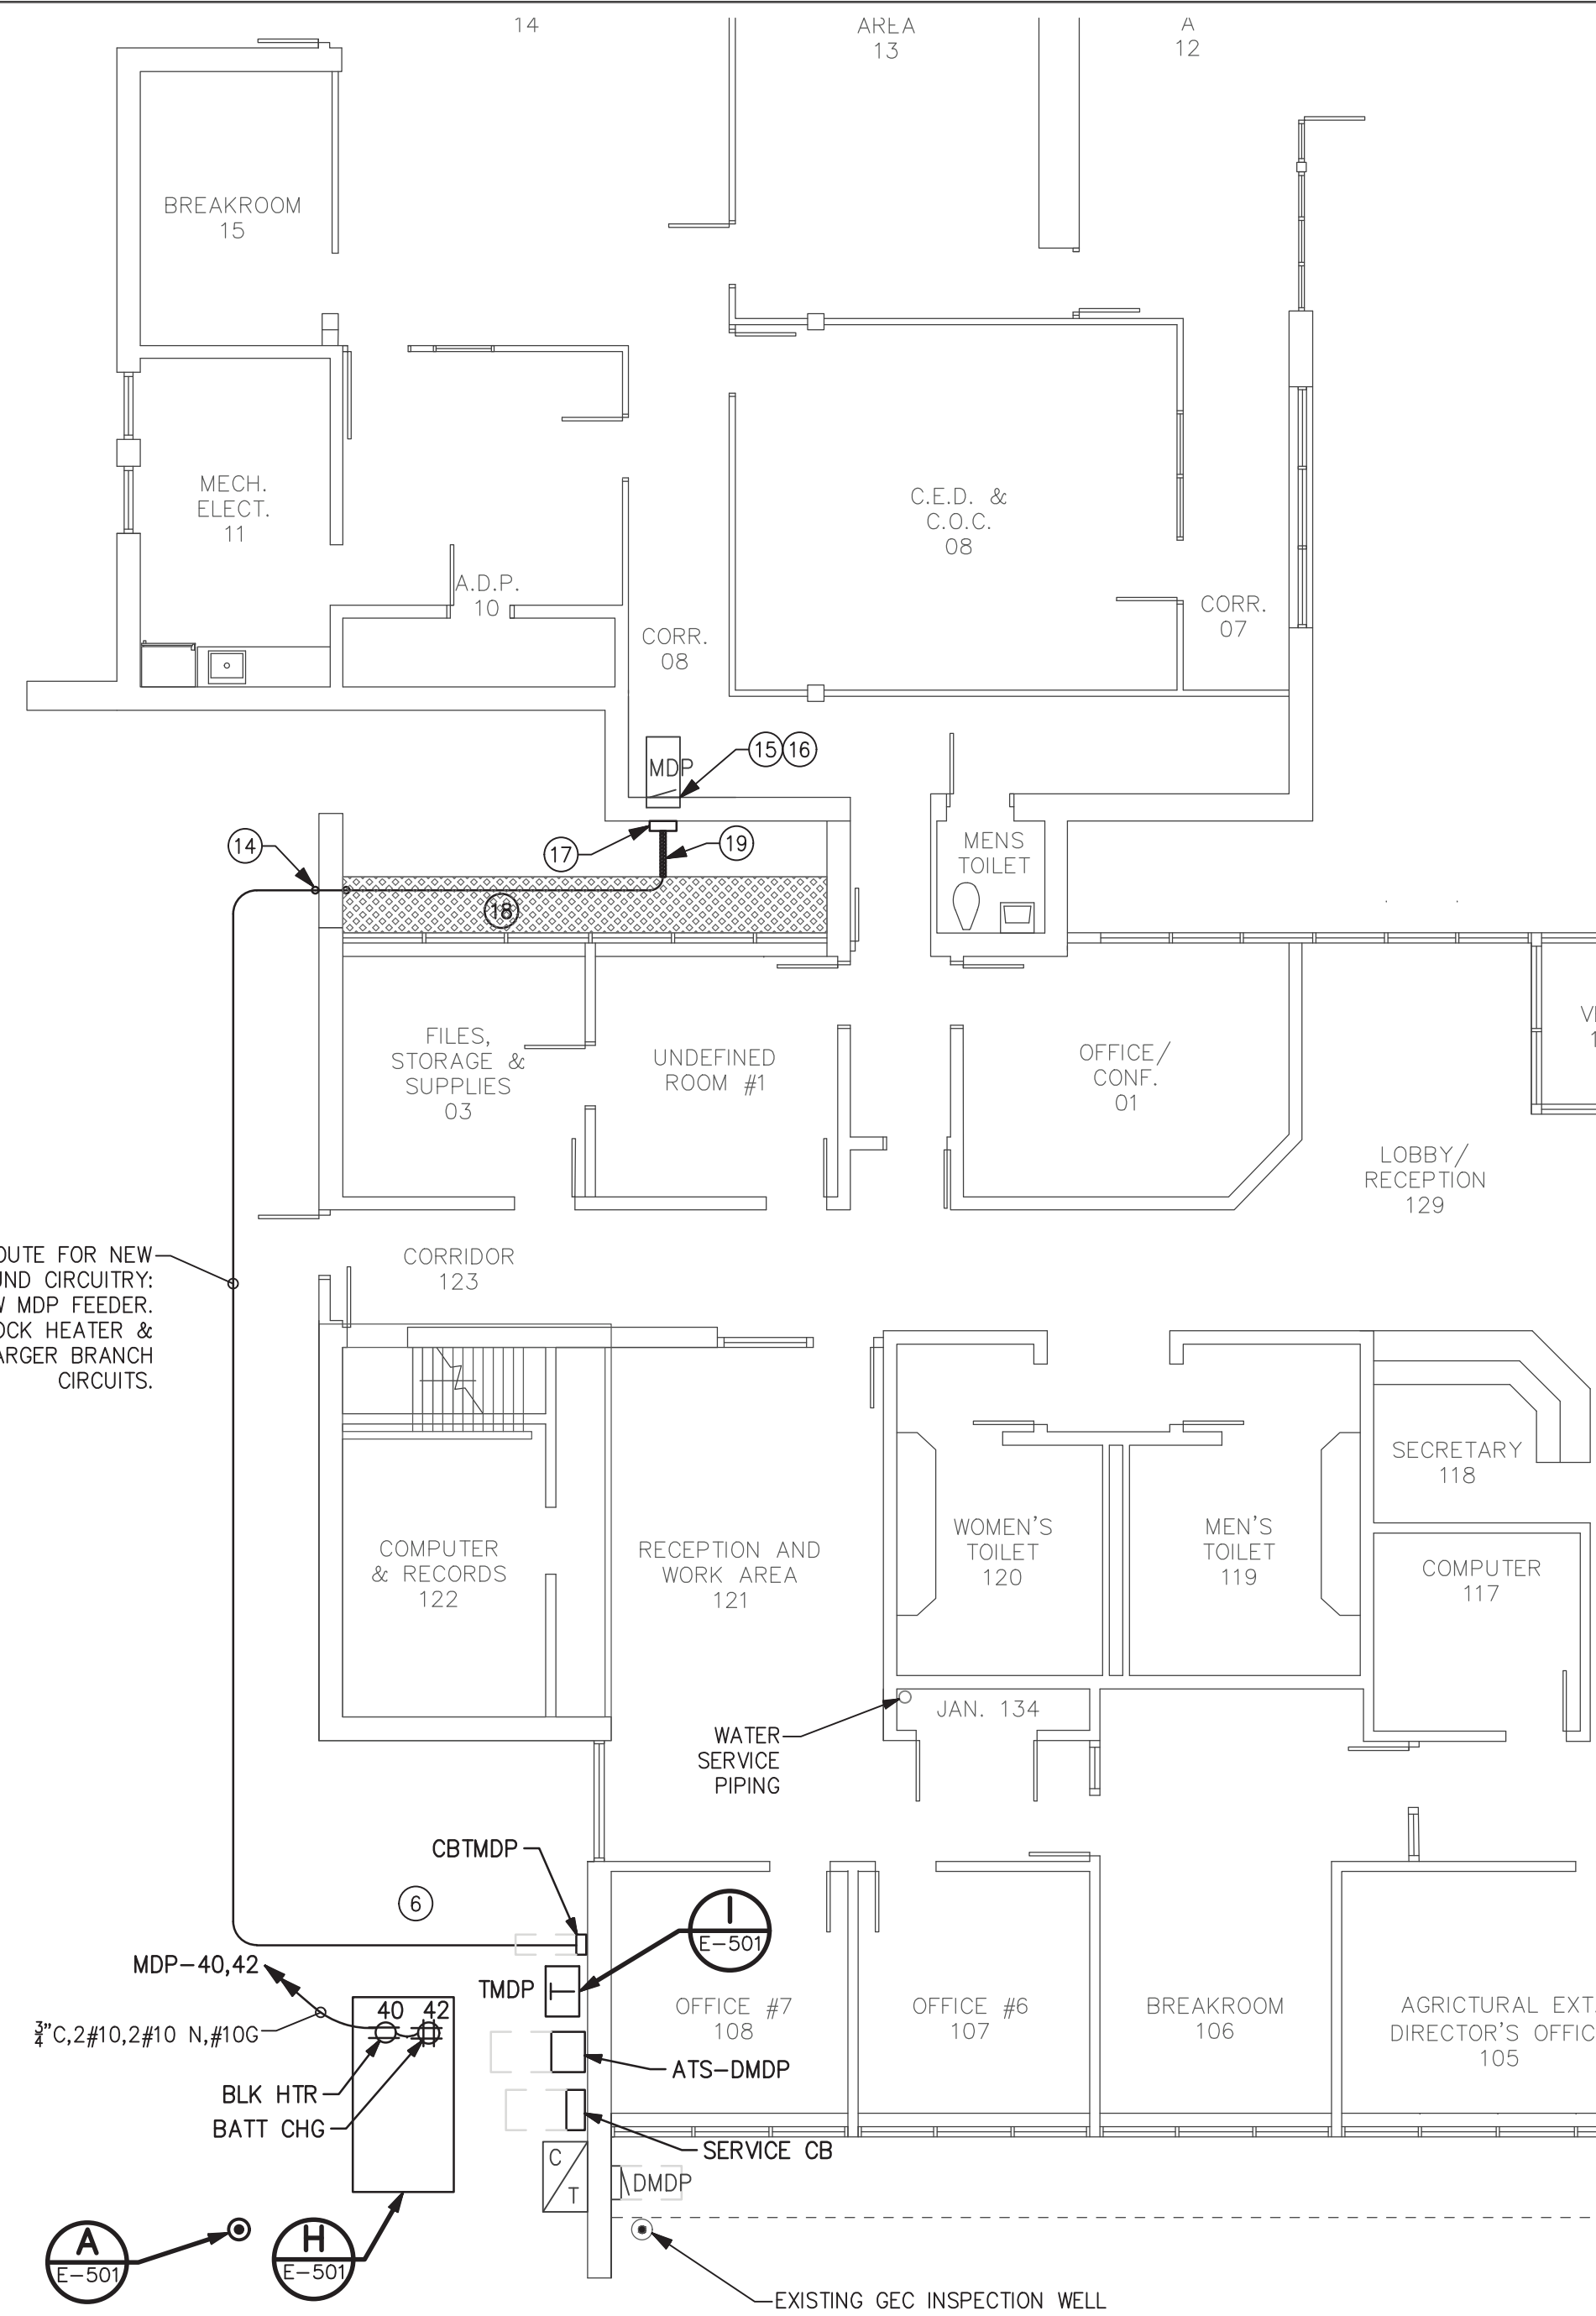 14
AREA
13
A
12
BREAKROOM
15
MECH.
ELECT.
11
C.E.D. &
C.O.C.
08
A.D.P.
10
CORR.
07
CORR.
08
MDP
15
16
14
17
19
MENS
TOILET
18
FILES,
STORAGE &
SUPPLIES
03
UNDEFINED
ROOM #1
OFFICE/
CONF.
01
LOBBY/
RECEPTION
129
FOR NEW
CIRCUITRY:
MDP FEEDER.
HEATER &
BRANCH
CIRCUITS.
CORRIDOR
123
SECRETARY
118
COMPUTER
& RECORDS
122
RECEPTION AND
WORK AREA
121
WOMEN'S
TOILET
120
MEN'S
TOILET
119
COMPUTER
117
JAN. 134
WATER
SERVICE
PIPING
CBTMDP
6
I
E-501
MDP-40,42
TMDP
40 42
¾"C,2#10,2#10 N,#10G
OFFICE #7
108
OFFICE #6
107
BREAKROOM
106
AGRICTURAL EXT.
DIRECTOR'S OFFIC
105
ATS-DMDP
BLK HTR
BATT CHG
SERVICE CB
C
T
DMDP
A
E-501
H
E-501
EXISTING GEC INSPECTION WELL